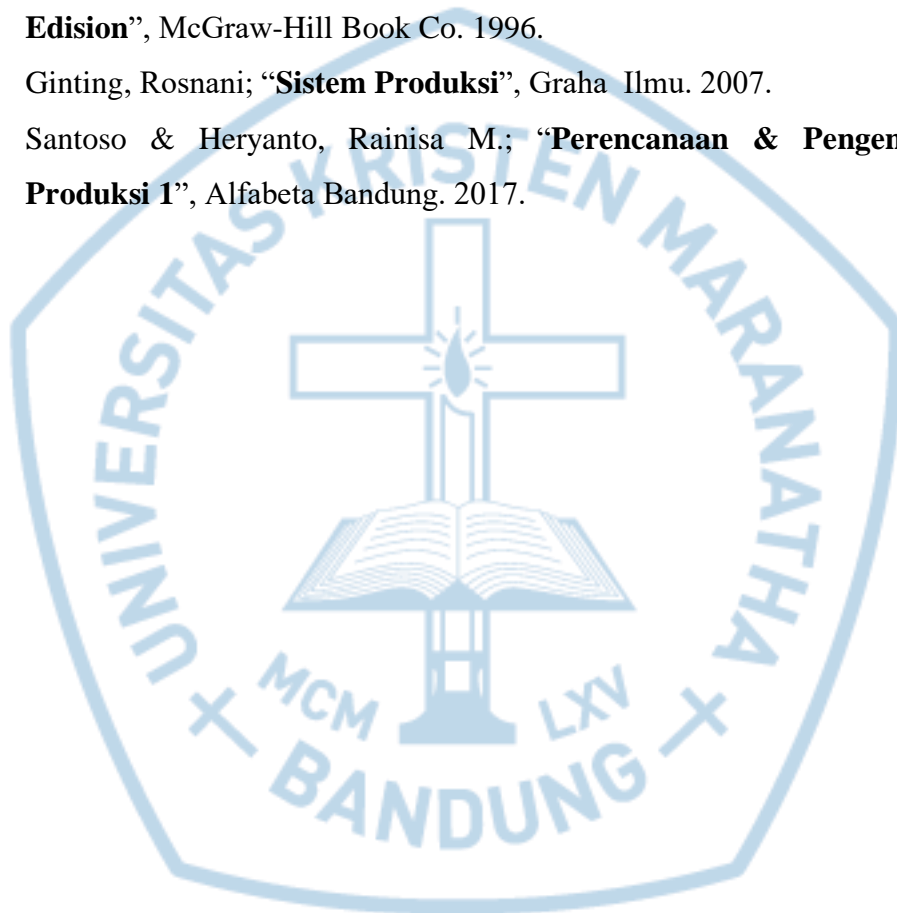 Edision”, McGraw-Hill Book Co. 1996.
Ginting, Rosnani; “Sistem Produksi”, Graha Ilmu. 2007.
Santoso & Heryanto, Rainisa M.; “Perencanaan & Pengen
Produksi 1”, Alfabeta Bandung. 2017.
UNIVERSITAS KRISTEN MARANATHA
MCM LXV
BANDUNG